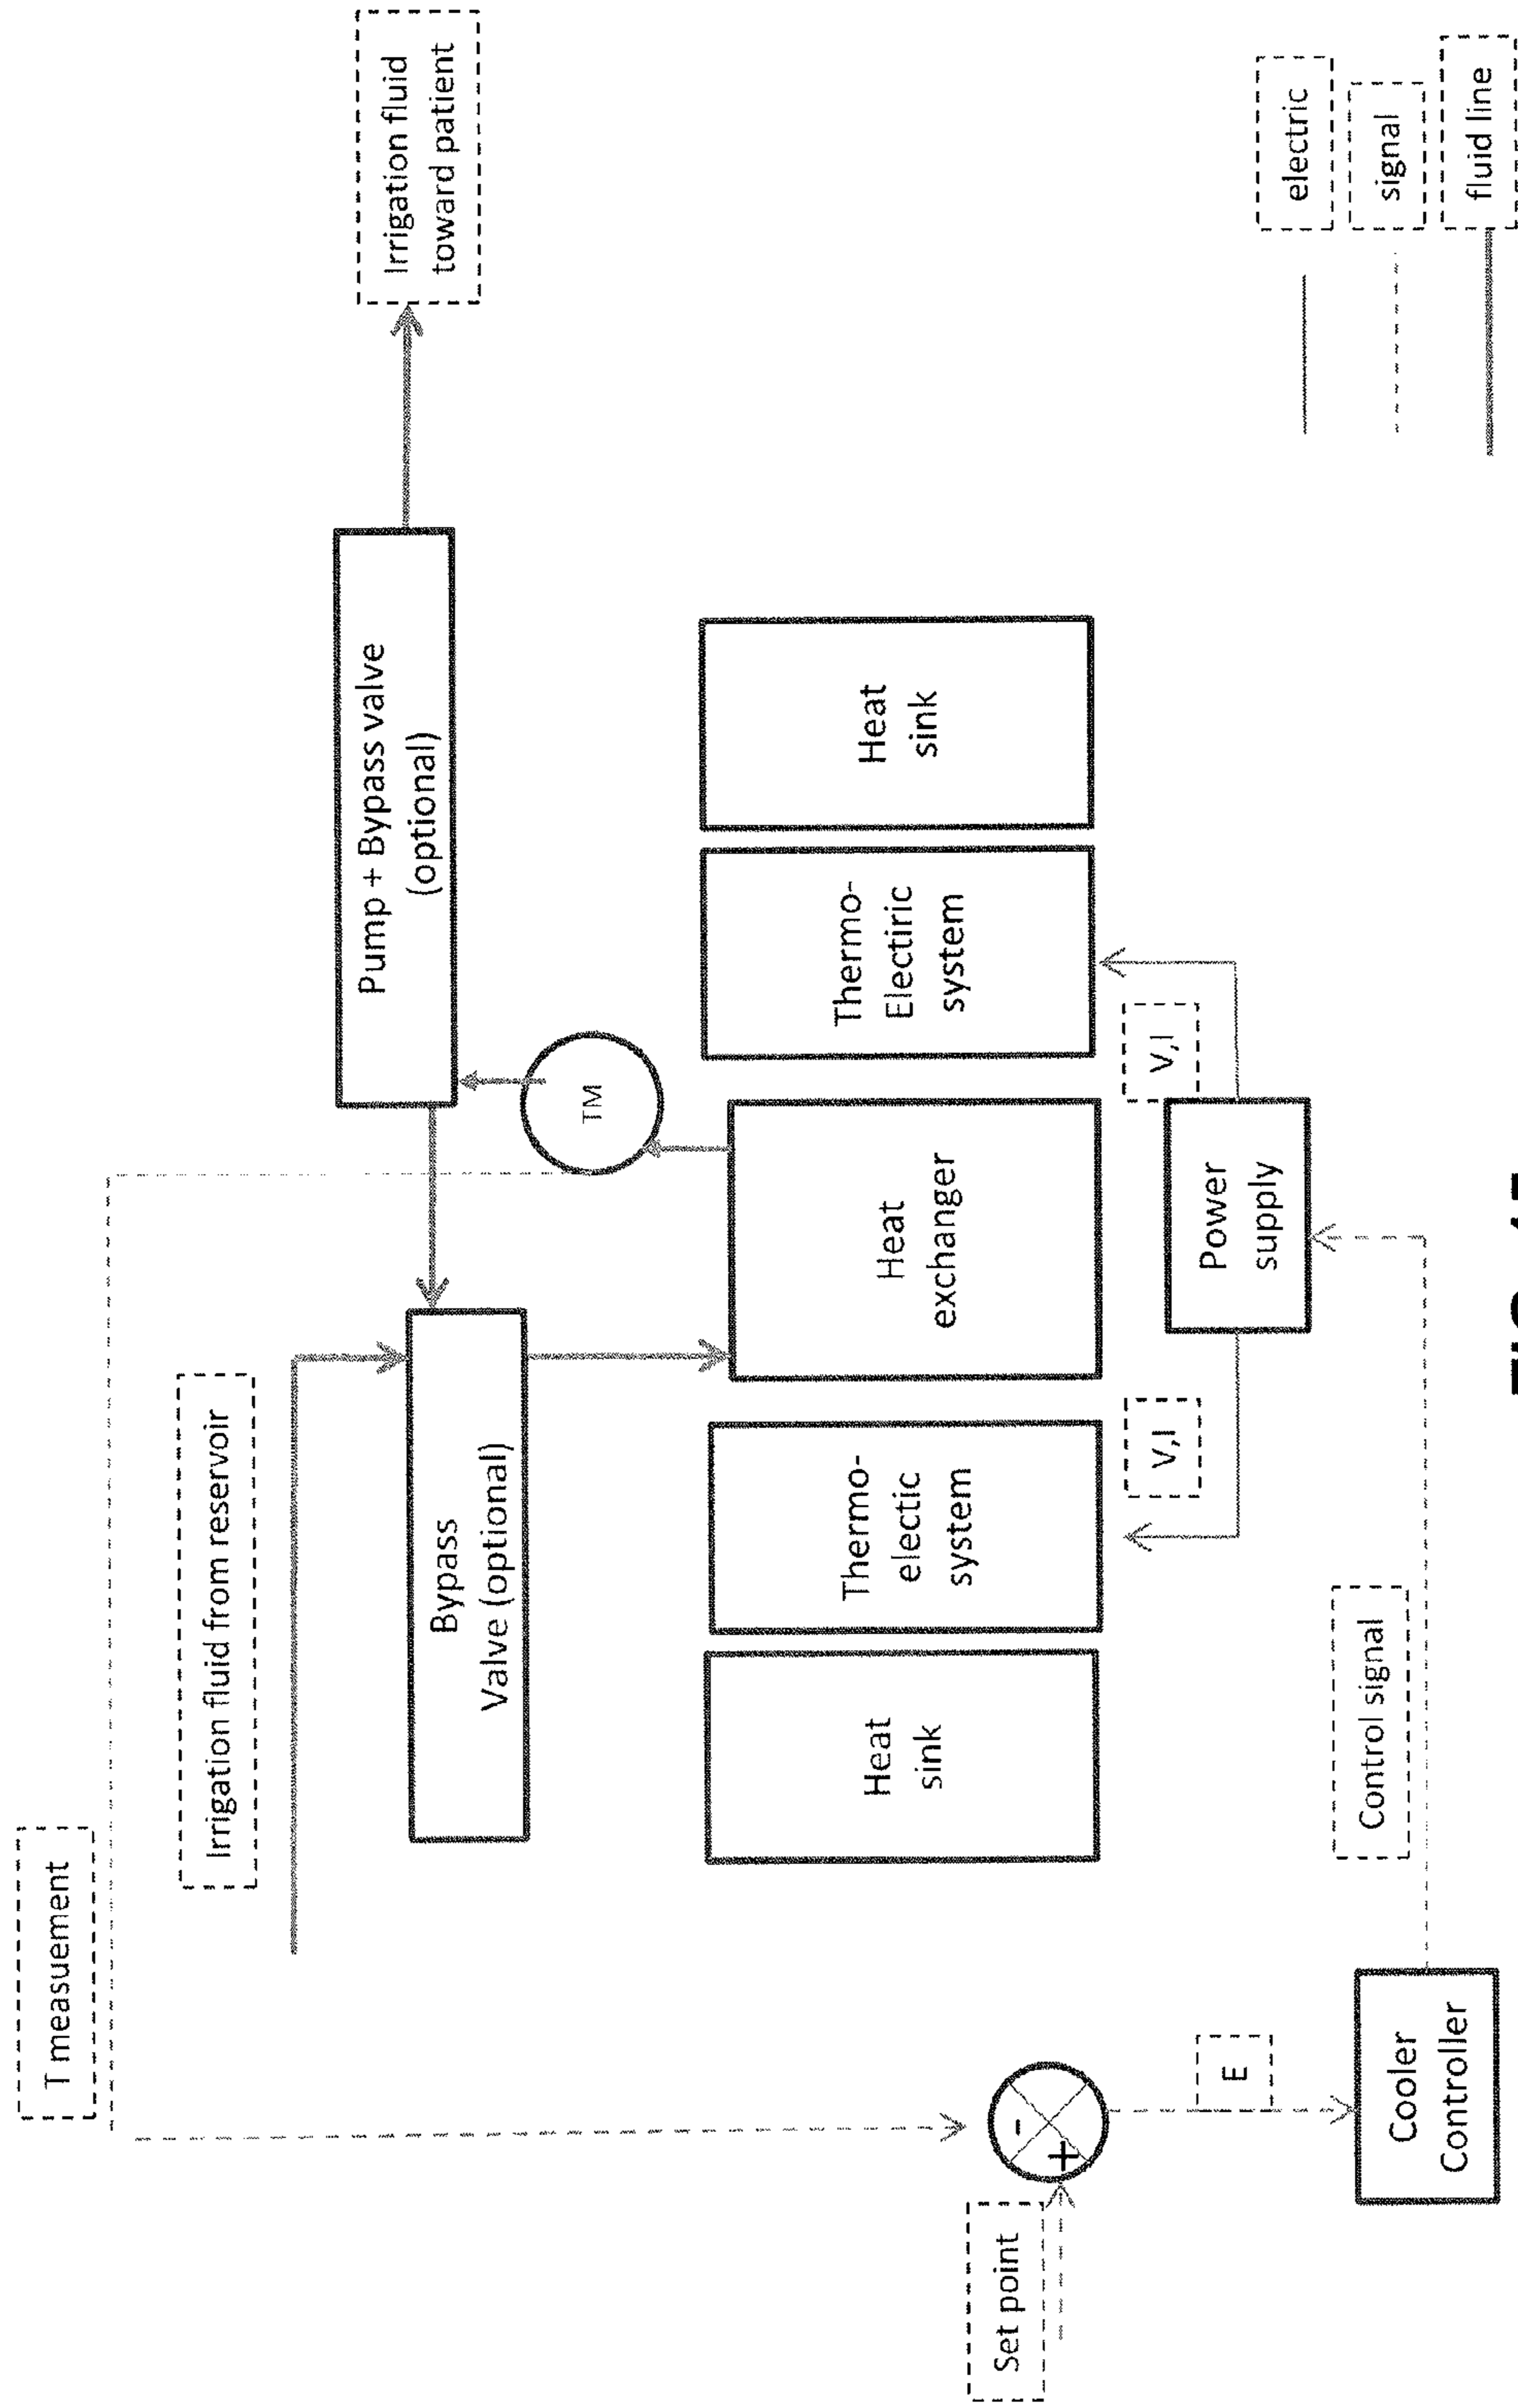 T measuement
Irrigation fluid from reservoir
Irrigation fluid
toward patient
Pump + Bypass valve
(optional)
Bypass
Valve (optional)
TM
Heat
sink
Thermo-
electic
system
Heat
exchanger
Thermo-
Electiric
system
Heat
sink
Set point
-
+
E
V,I
V,I
Power
supply
Control signal
Cooler
Controller
electric
signal
fluid line